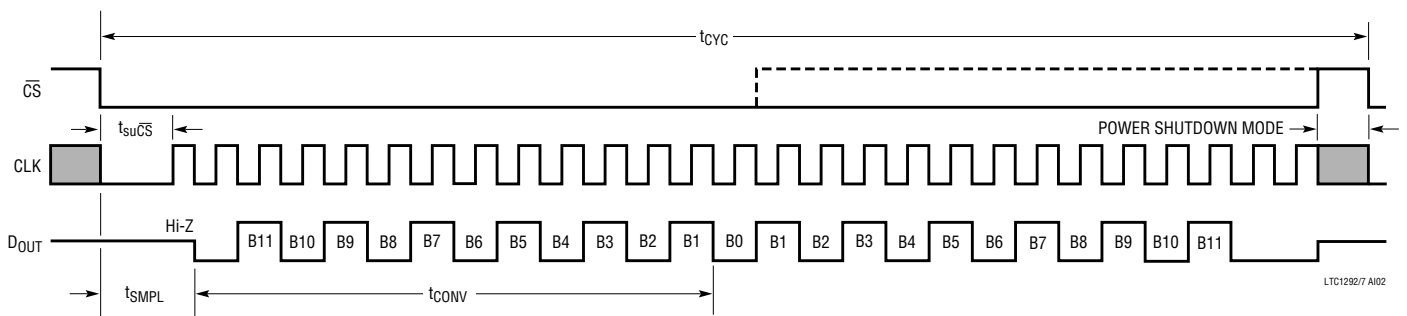 tCYC
CS
tsuCS
POWER SHUTDOWN MODE
CLK
Hi-Z
DOUT B11 B10 B9 B8 B7 B6 B5 B4 B3 B2 B1 B0 B1 B2 B3 B4 B5 B6 B7 B8 B9 B10 B11
LTC1292/7 AI02
tSMPL tCONV